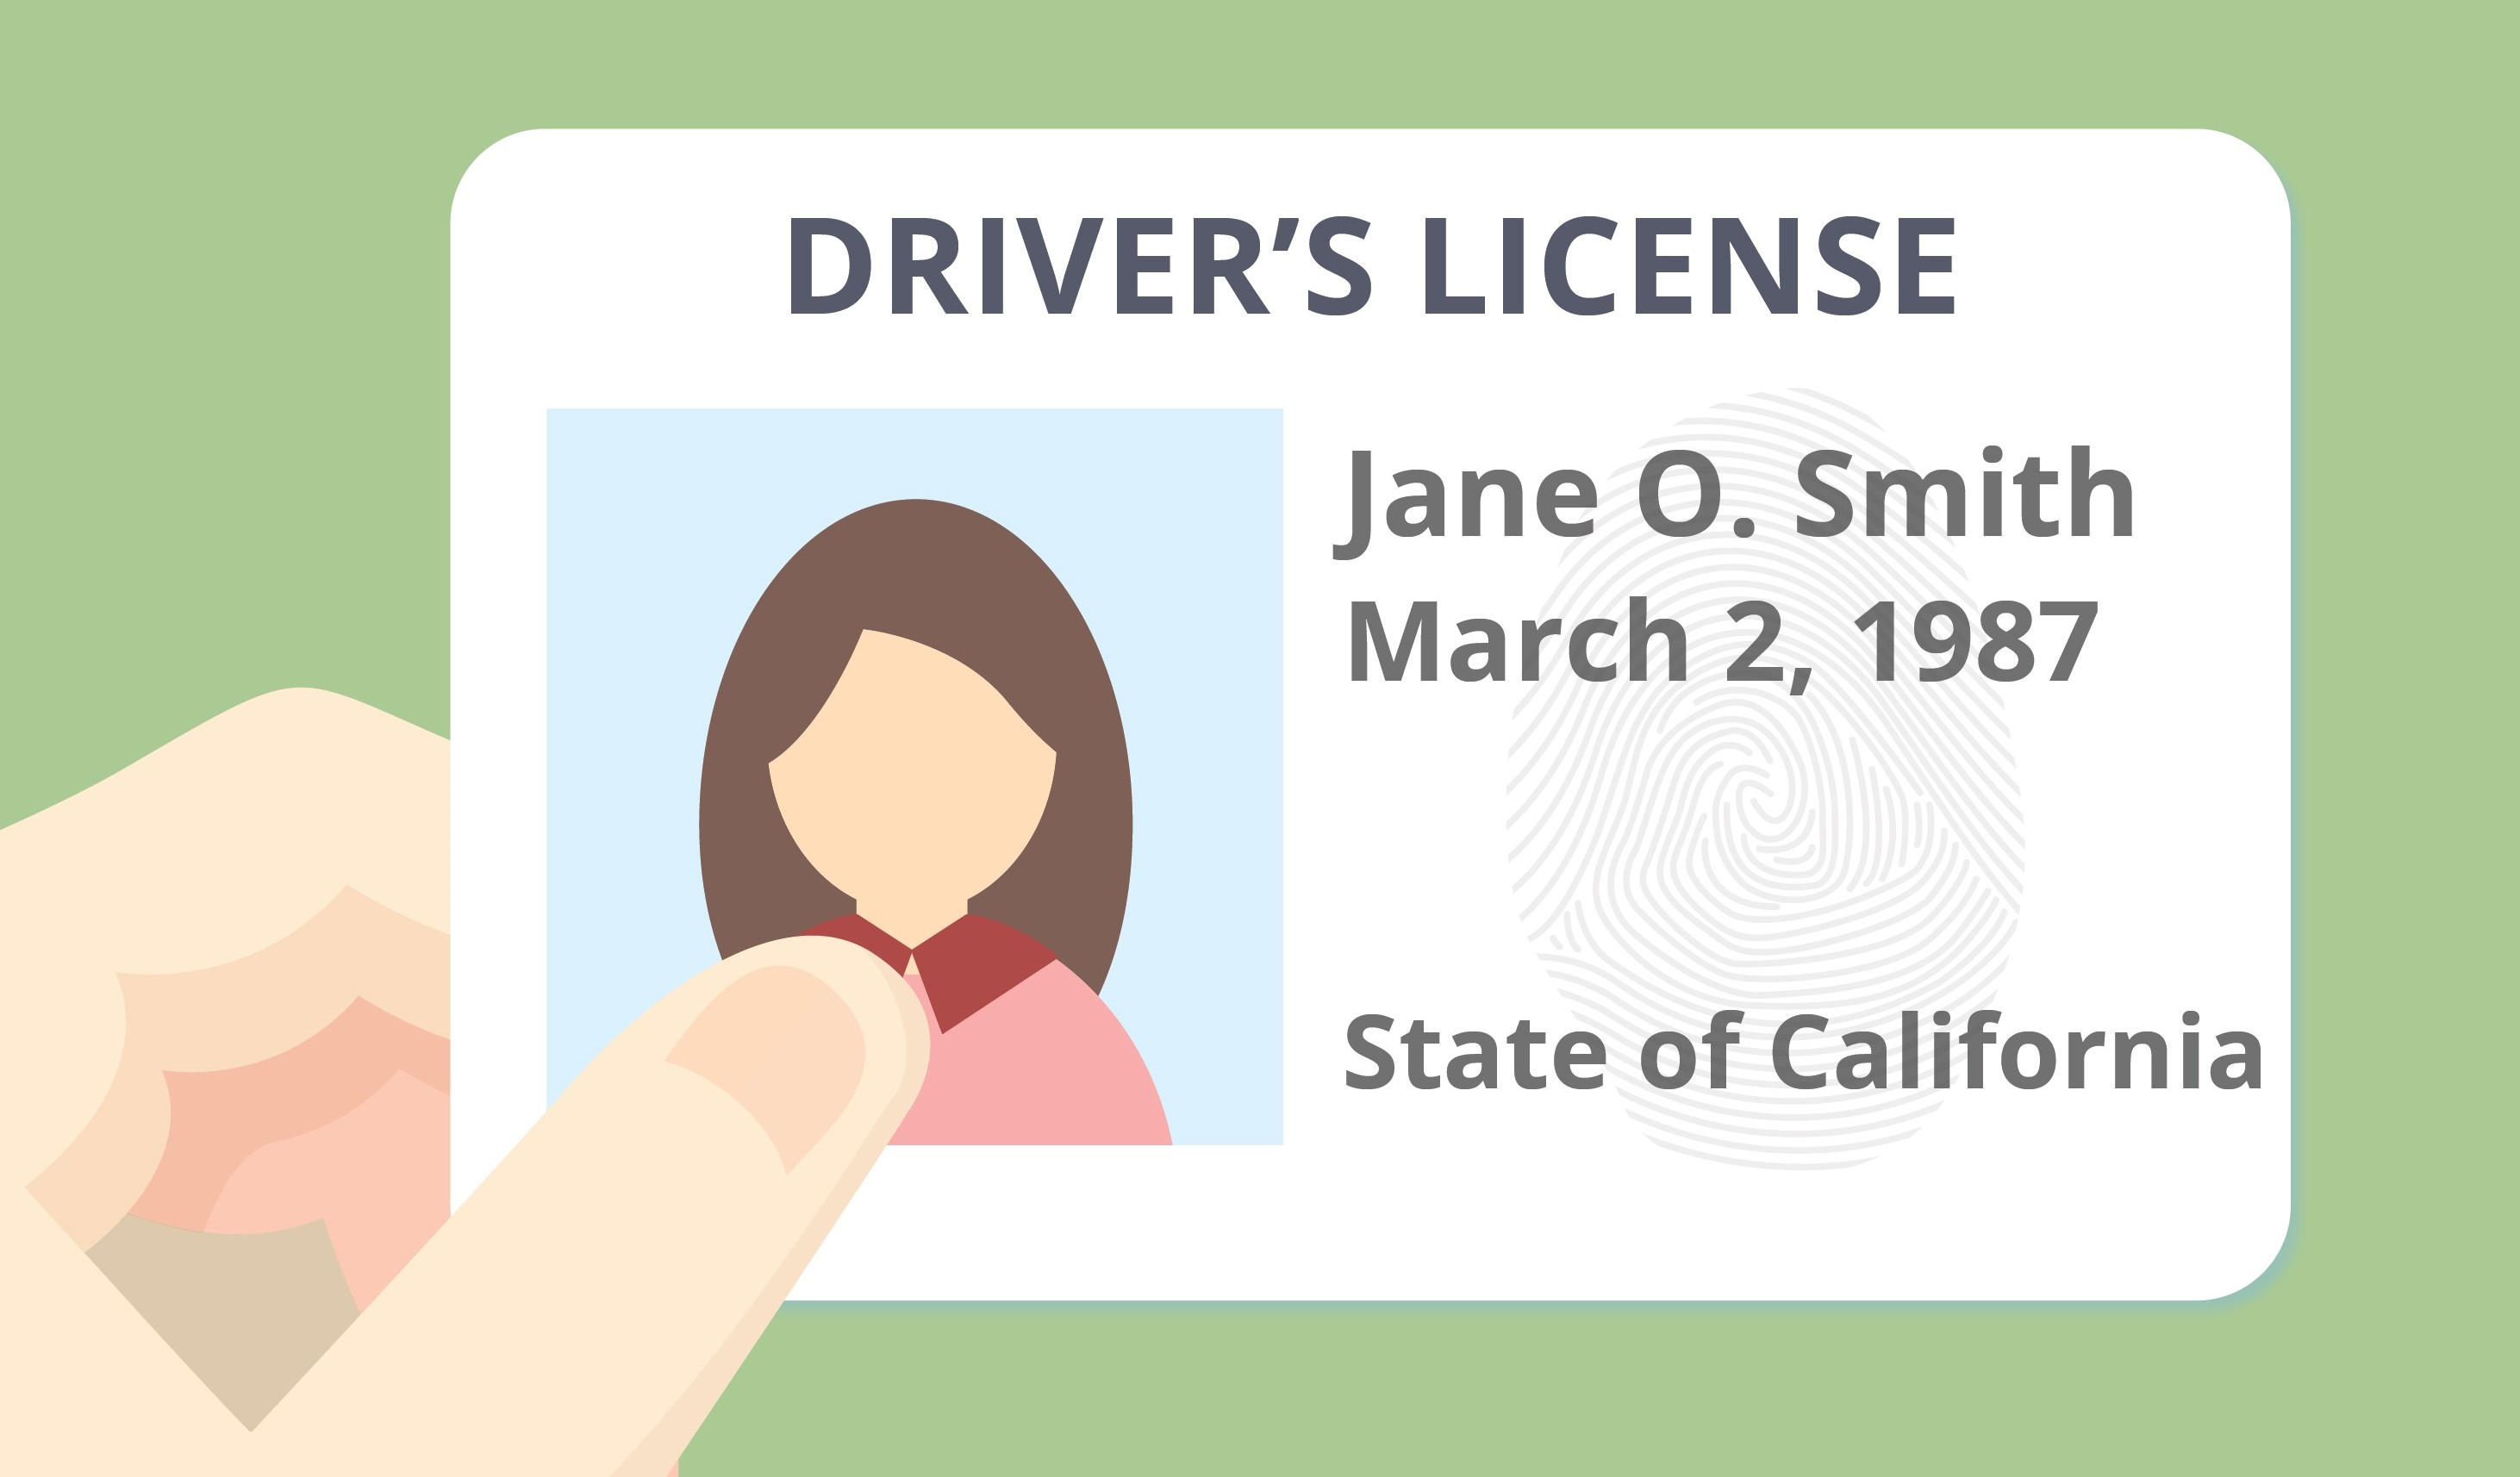 DRIVER’S LICENSE
Jane O. Smith
March 2, 1987
State of California